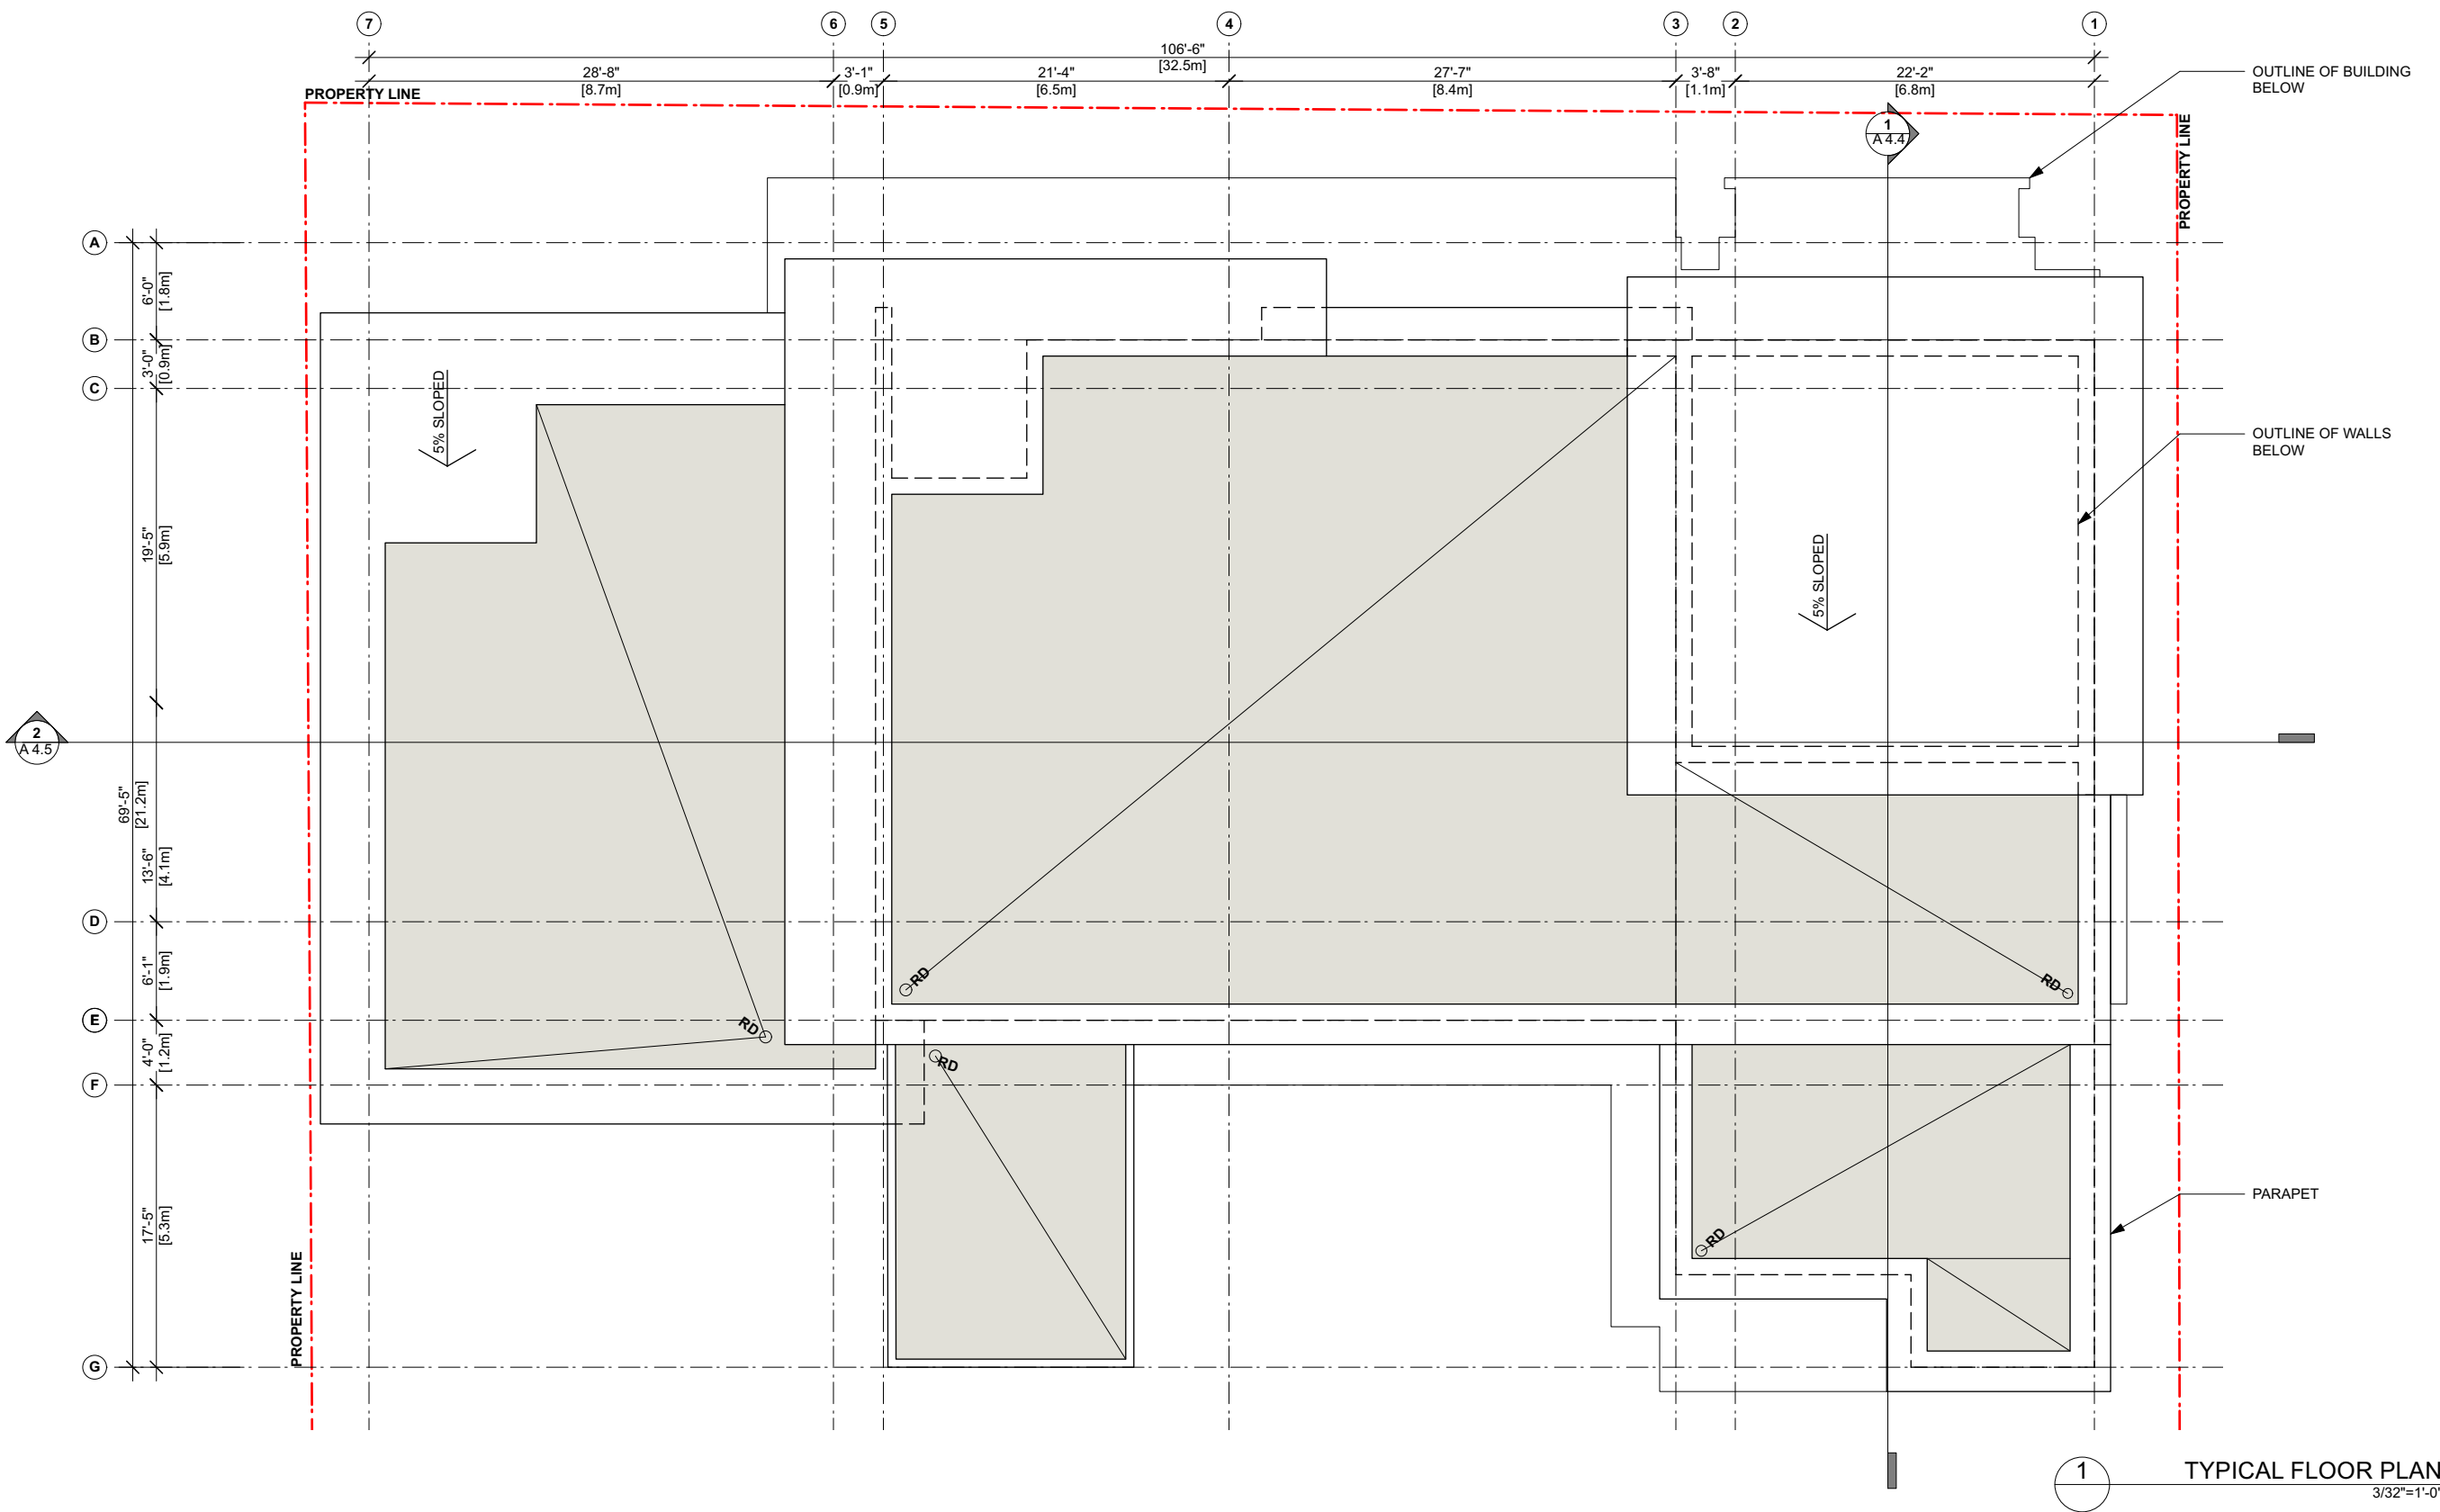 7
6
5
4
3
2
1
106'-6"
[32.5m]
28'-8"
[8.7m]
3'-1"
[0.9m]
21'-4"
[6.5m]
27'-7"
[8.4m]
3'-8"
[1.1m]
22'-2"
[6.8m]
OUTLINE OF BUILDING
BELOW
PROPERTY LINE
PROPERTY LINE
1
A 4.4
A
6'-0"
[1.8m]
B
3'-0"
[0.9m]
C
5% SLOPED
OUTLINE OF WALLS
BELOW
19'-5"
[5.9m]
5% SLOPED
2
A 4.5
69'-5"
[21.2m]
13'-6"
[4.1m]
D
6'-1"
[1.9m]
RD
RD
E
RD
4'-0"
[1.2m]
RD
F
PARAPET
17'-5"
[5.3m]
RD
PROPERTY LINE
G
1
TYPICAL FLOOR PLAN
3/32"=1'-0"